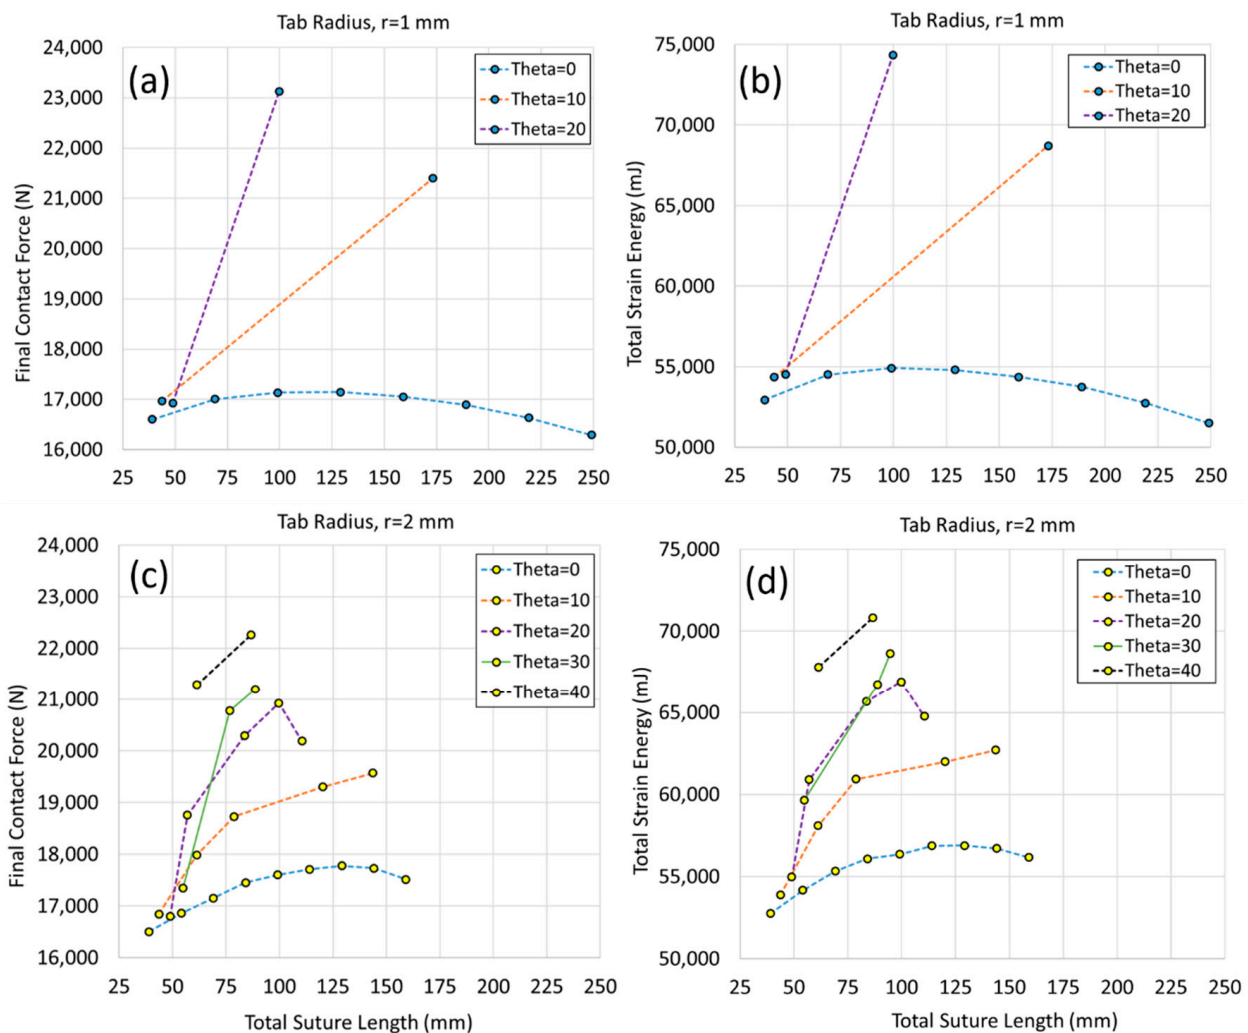 Tab Radius, r=1 mm
(a)
Final Contact Force (N)
24,000
23,000
22,000
21,000
20,000
19,000
18,000
17,000
16,000
25 50 75 100 125 150 175 200 225 250
Theta=0
Theta=10
Theta=20
Tab Radius, r=1 mm
(b)
Total Strain Energy (mJ)
75,000
70,000
65,000
60,000
55,000
50,000
25 50 75 100 125 150 175 200 225 250
Theta=0
Theta=10
Theta=20
Tab Radius, r=2 mm
(c)
Final Contact Force (N)
24,000
23,000
22,000
21,000
20,000
19,000
18,000
17,000
16,000
25 50 75 100 125 150 175 200 225 250
Total Suture Length (mm)
Theta=0
Theta=10
Theta=20
Theta=30
Theta=40
Tab Radius, r=2 mm
(d)
Total Strain Energy (mJ)
75,000
70,000
65,000
60,000
55,000
50,000
25 50 75 100 125 150 175 200 225 250
Total Suture Length (mm)
Theta=0
Theta=10
Theta=20
Theta=30
Theta=40